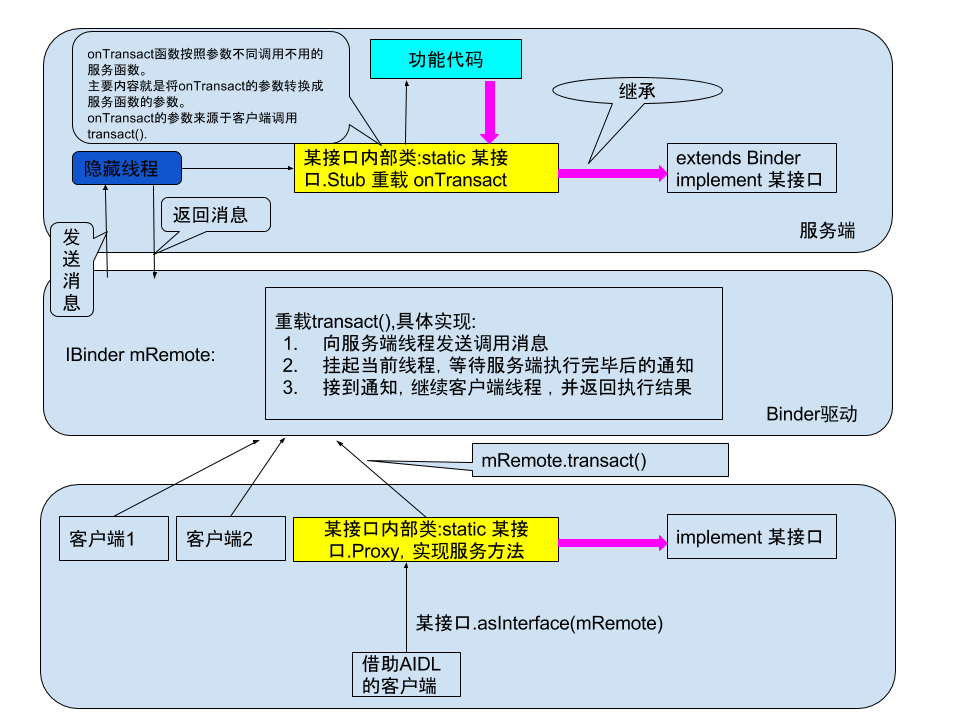 onTransact函数按照参数不同调用不用的
服务函数。
主要内容就是将onTransact的参数转换成
服务函数的参数。
onTransact的参数来源于客户端调用
transact().
功能代码
继承
隐藏线程
某接口内部类:static 某接
口.Stub 重载 onTransact
extends Binder
implement 某接口
返回消息
服务端
发
送
消
息
重载transact(),具体实现:
1. 向服务端线程发送调用消息
2. 挂起当前线程, 等待服务端执行完毕后的通知
3. 接到通知, 继续客户端线程，并返回执行结果
IBinder mRemote:
Binder驱动
mRemote.transact()
客户端1
客户端2
某接口内部类:static 某接
口.Proxy, 实现服务方法
implement 某接口
某接口.asInterface(mRemote)
借助AIDL
的客户端